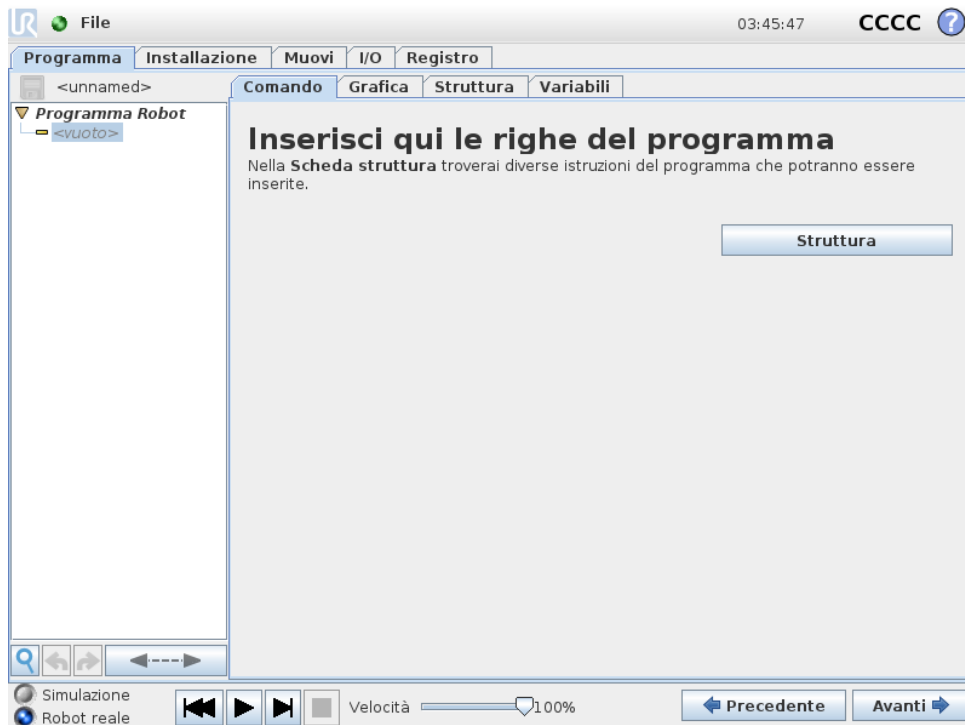 UR File 03:45:47 CCCC ?
Programma Installazione Muovi I/O Registro
<unnamed> Comando Grafica Struttura Variabili
Programma Robot
<vuoto>
Inserisci qui le righe del programma
Nella Scheda struttura troverai diverse istruzioni del programma che potranno essere
inserite.
Struttura
Simulazione
Robot reale
Velocità 100% Precedente Avanti